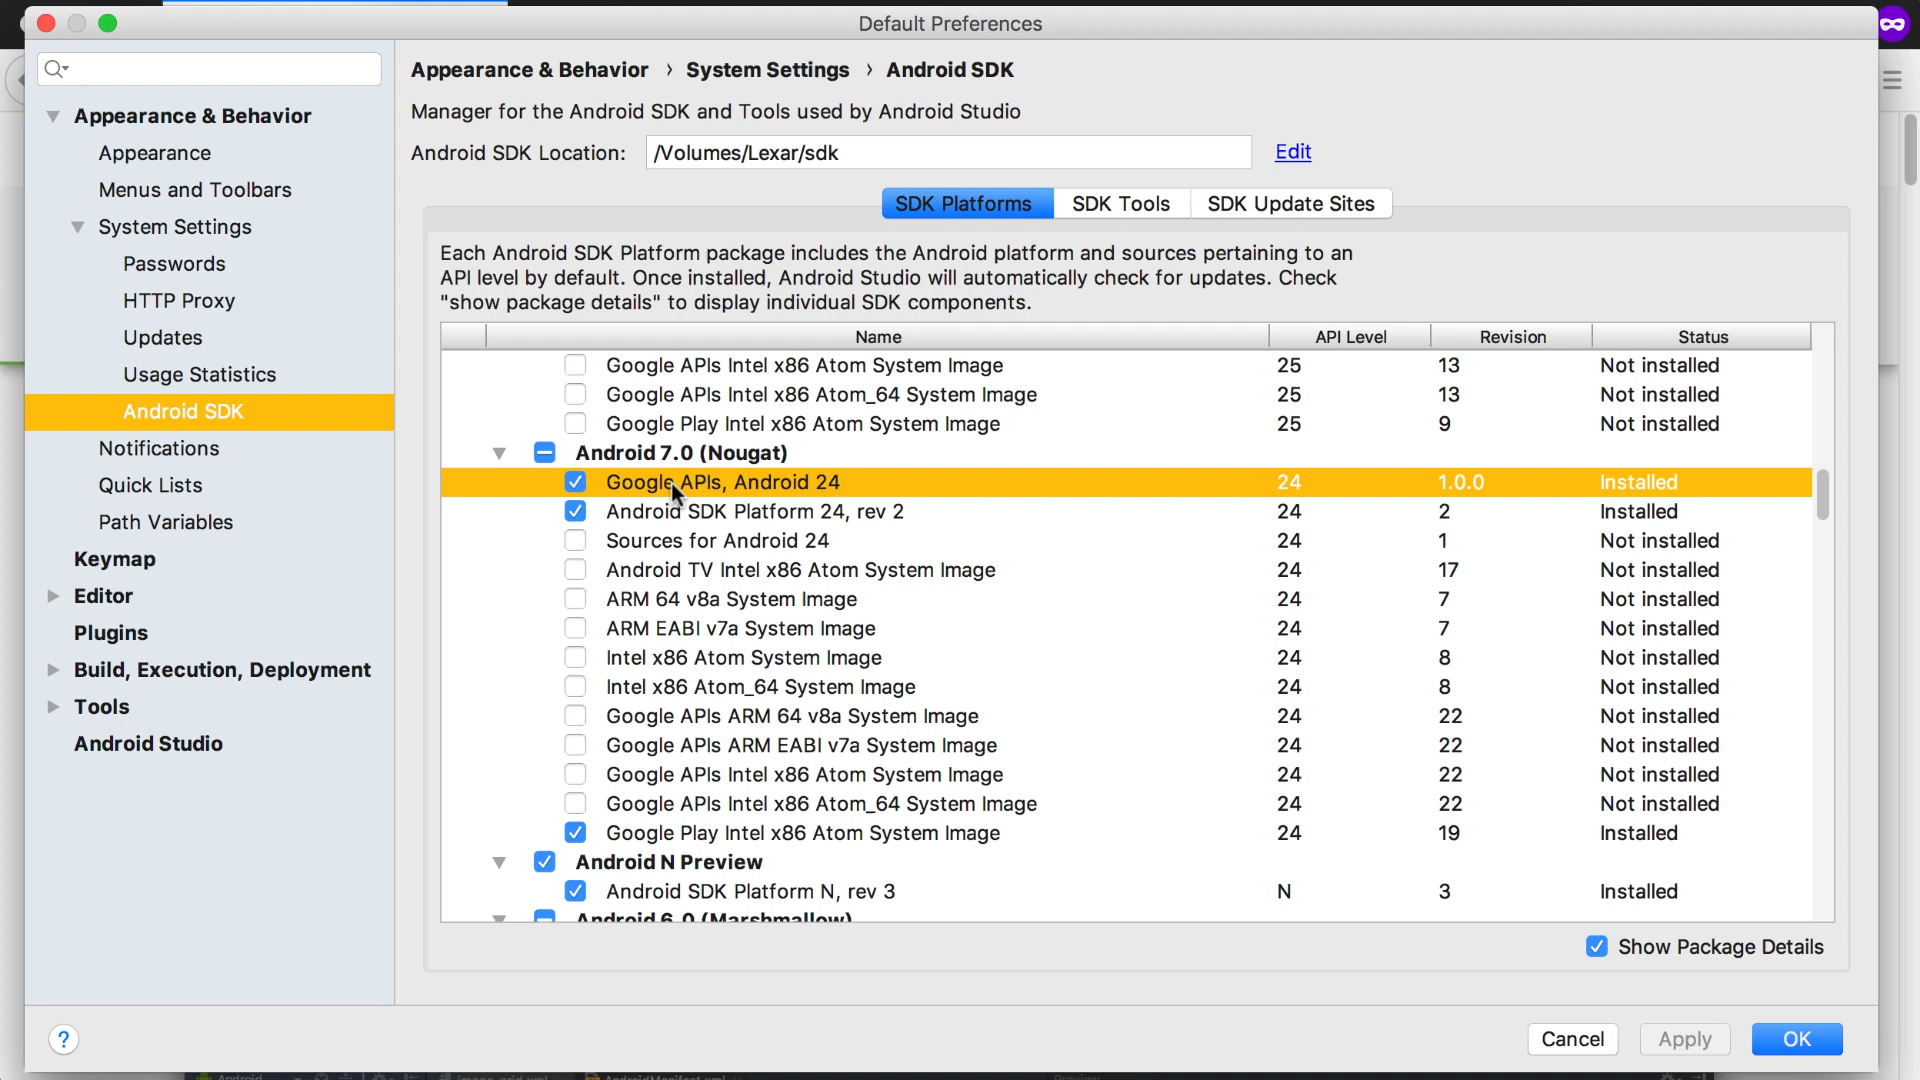 Default Preferences
Appearance & Behavior
Appearance
Menus and Toolbars
System Settings
Passwords
HTTP Proxy
Updates
Usage Statistics
Android SDK
Notifications
Quick Lists
Path Variables
Keymap
Editor
Plugins
Build, Execution, Deployment
Tools
Android Studio
Appearance & Behavior › System Settings › Android SDK
Manager for the Android SDK and Tools used by Android Studio
Android SDK Location: /Volumes/Lexar/sdk Edit
SDK Platforms SDK Tools SDK Update Sites
Each Android SDK Platform package includes the Android platform and sources pertaining to an
API level by default. Once installed, Android Studio will automatically check for updates. Check
"show package details" to display individual SDK components.
Name API Level Revision Status
Google APIs Intel x86 Atom System Image 25 13 Not installed
Google APIs Intel x86 Atom_64 System Image 25 13 Not installed
Google Play Intel x86 Atom System Image 25 9 Not installed
Android 7.0 (Nougat)
Google APIs, Android 24 24 1.0.0 Installed
Android SDK Platform 24, rev 2 24 2 Installed
Sources for Android 24 24 1 Not installed
Android TV Intel x86 Atom System Image 24 17 Not installed
ARM 64 v8a System Image 24 7 Not installed
ARM EABI v7a System Image 24 7 Not installed
Intel x86 Atom System Image 24 8 Not installed
Intel x86 Atom_64 System Image 24 8 Not installed
Google APIs ARM 64 v8a System Image 24 22 Not installed
Google APIs ARM EABI v7a System Image 24 22 Not installed
Google APIs Intel x86 Atom System Image 24 22 Not installed
Google APIs Intel x86 Atom_64 System Image 24 22 Not installed
Google Play Intel x86 Atom System Image 24 19 Installed
Android N Preview
Android SDK Platform N, rev 3 N 3 Installed
Android 6.0 (Marshmallow)
Show Package Details
? Cancel Apply OK